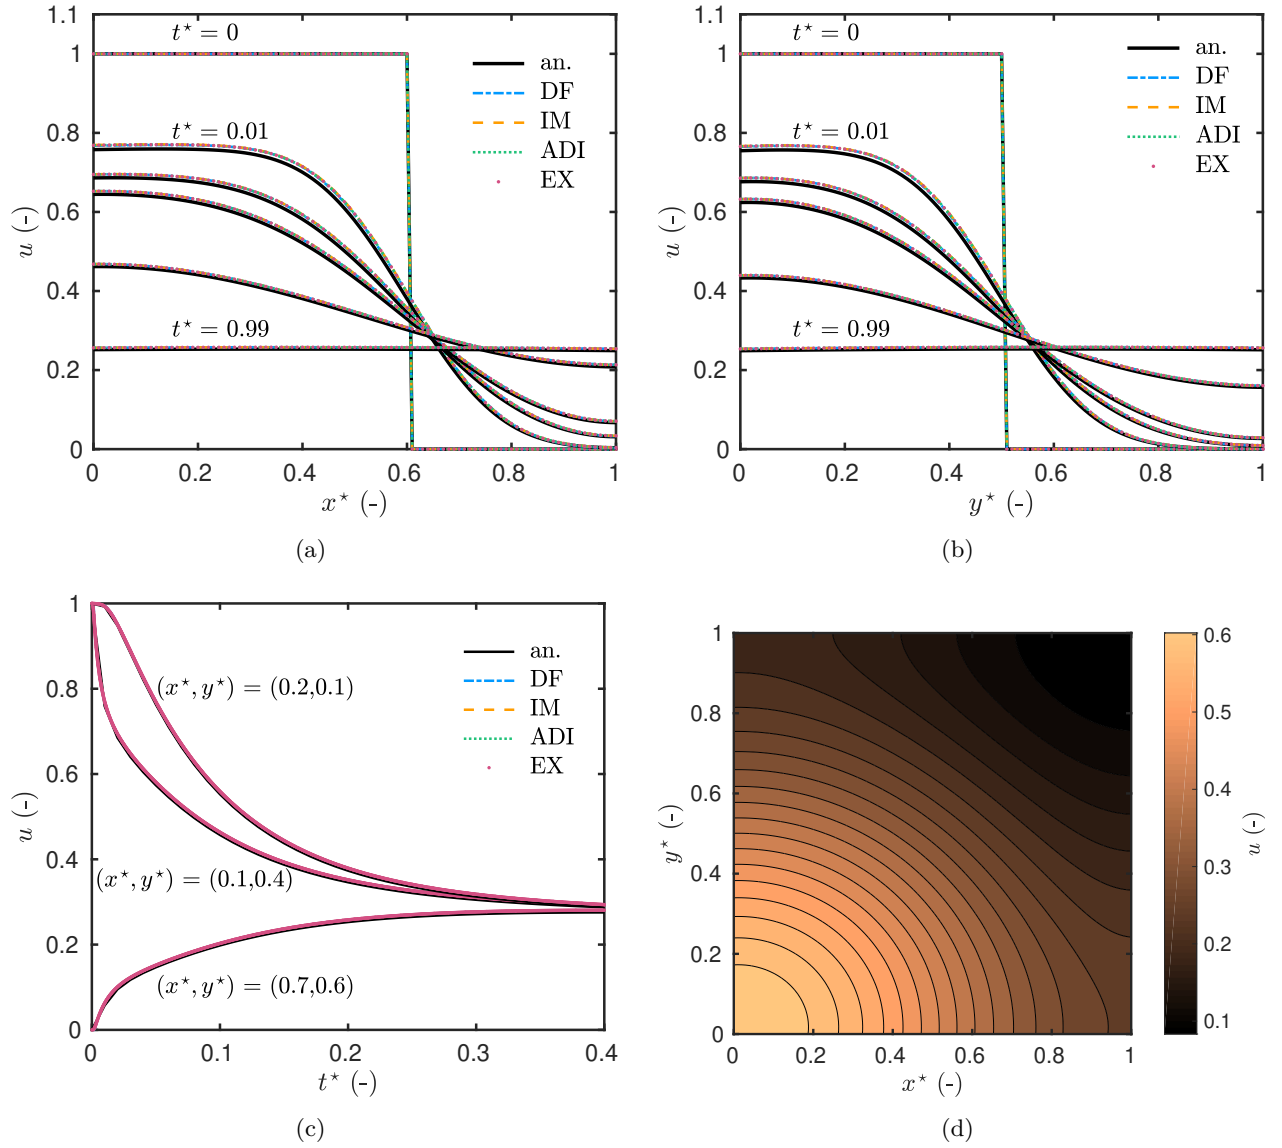 1.1
1
0.8
0.6
0.4
0.2
0
u (-)
t* = 0
t* = 0.01
t* = 0.99
an.
DF
IM
ADI
EX
0 0.2 0.4 0.6 0.8 1
x* (-)
(a)
1.1
1
0.8
0.6
0.4
0.2
0
u (-)
t* = 0
t* = 0.01
t* = 0.99
an.
DF
IM
ADI
EX
0 0.2 0.4 0.6 0.8 1
y* (-)
(b)
1
0.8
0.6
0.4
0.2
0
u (-)
an.
DF
IM
ADI
EX
(x*, y*) = (0.2,0.1)
(x*, y*) = (0.1,0.4)
(x*, y*) = (0.7,0.6)
0 0.1 0.2 0.3 0.4
t* (-)
(c)
1
0.8
0.6
0.4
0.2
0
y* (-)
0 0.2 0.4 0.6 0.8 1
x* (-)
0.6
0.5
0.4
0.3
0.2
0.1
u (-)
(d)